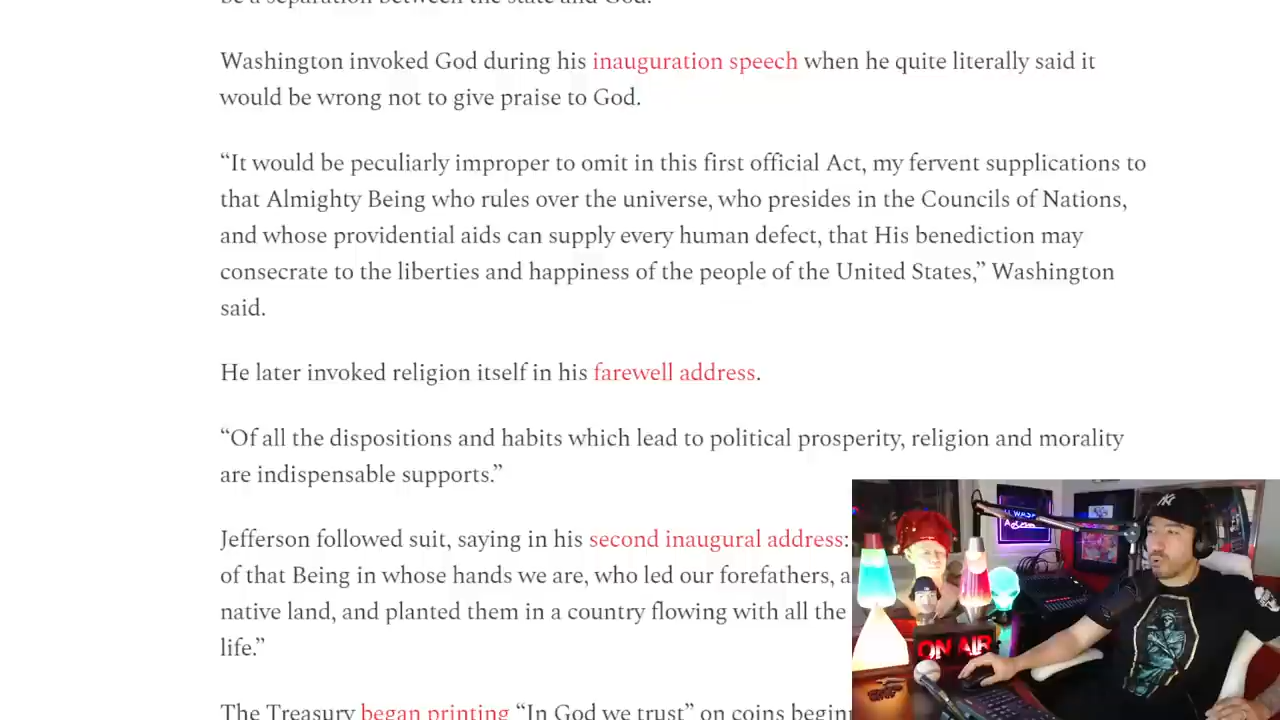 be a separation between the state and God.
Washington invoked God during his inauguration speech when he quite literally said it
would be wrong not to give praise to God.
“It would be peculiarly improper to omit in this first official Act, my fervent supplications to
that Almighty Being who rules over the universe, who presides in the Councils of Nations,
and whose providential aids can supply every human defect, that His benediction may
consecrate to the liberties and happiness of the people of the United States,” Washington
said.
He later invoked religion itself in his farewell address.
“Of all the dispositions and habits which lead to political prosperity, religion and morality
are indispensable supports.”
Jefferson followed suit, saying in his second inaugural address:
of that Being in whose hands we are, who led our forefathers, a
native land, and planted them in a country flowing with all the
life.”
The Treasury began printing “In God we trust” on coins begin
ON AIR